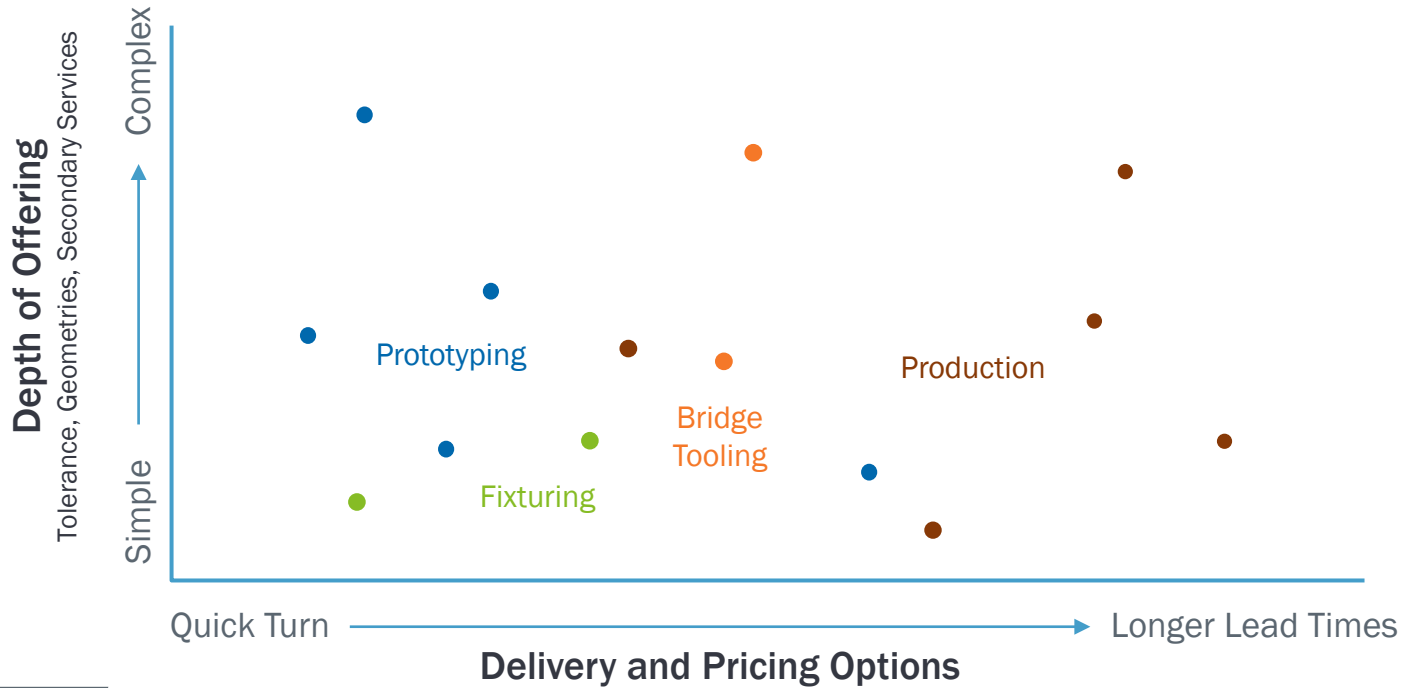 Depth of Offering
Tolerance, Geometries, Secondary Services
Complex
Simple
Prototyping
Production
Bridge
Tooling
Fixturing
Quick Turn
Longer Lead Times
Delivery and Pricing Options